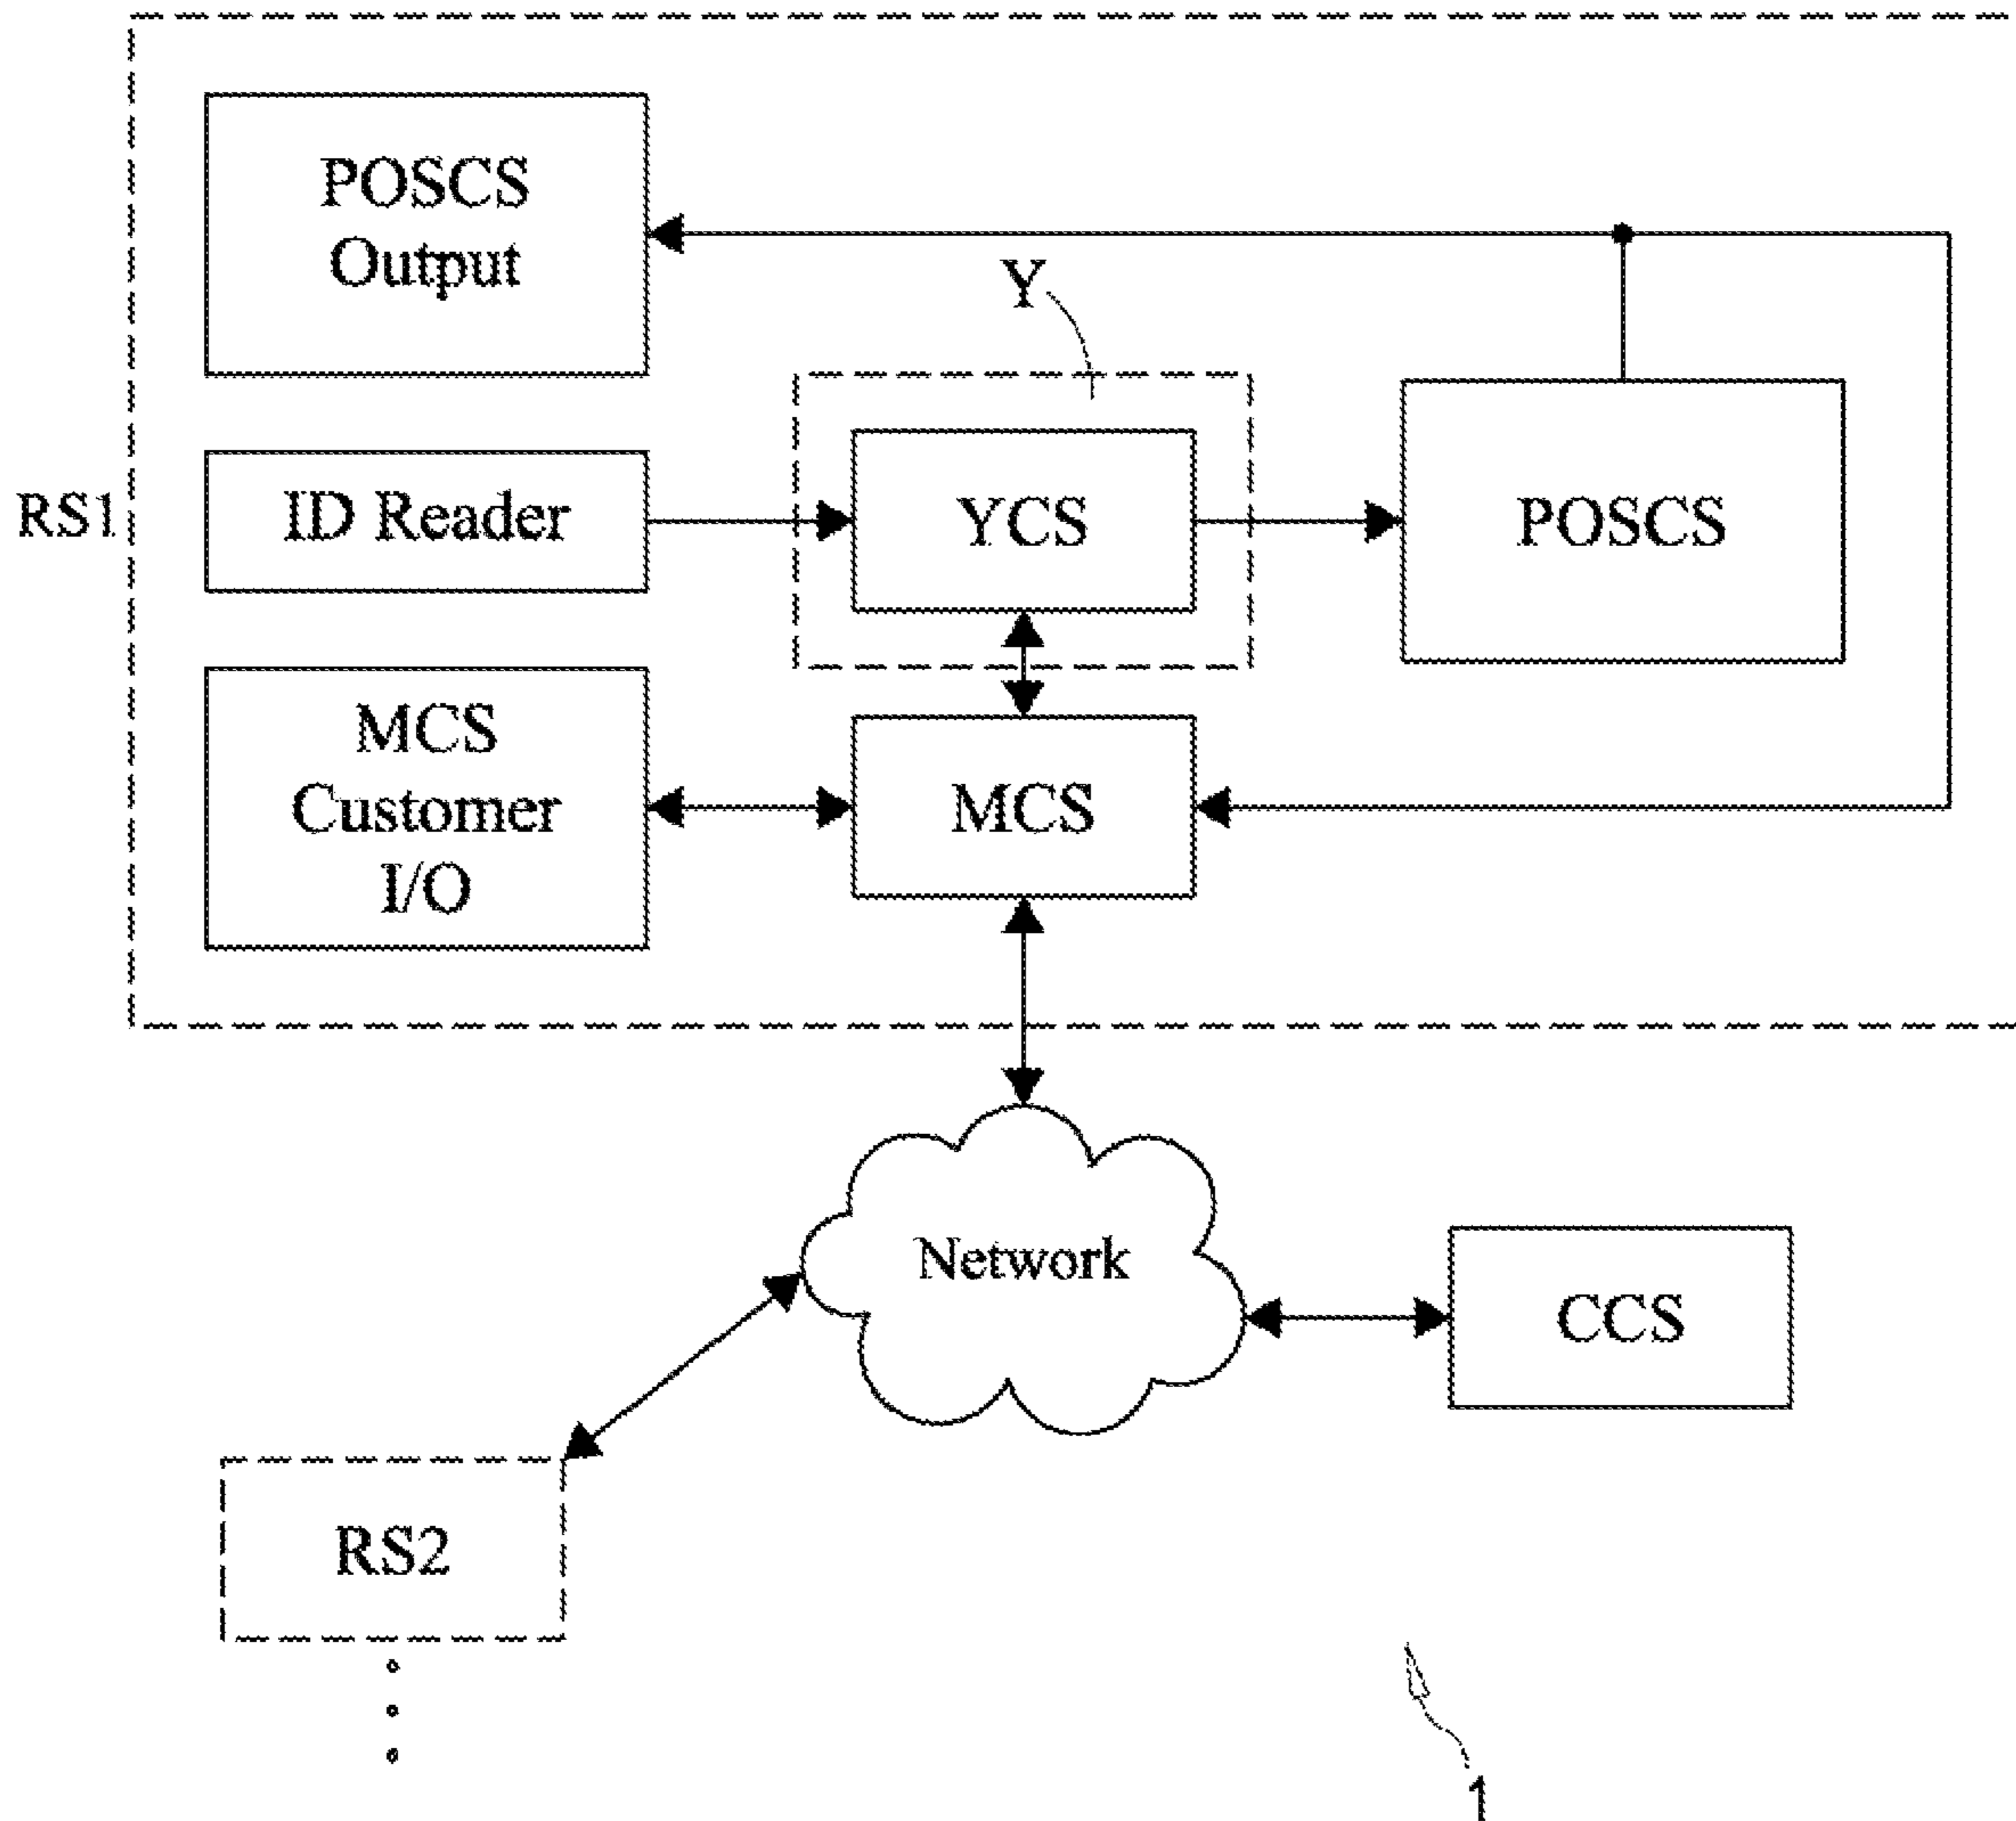 POSCS
Output
Y
RS1
ID Reader
YCS
POSCS
MCS
Customer
I/O
MCS
Network
CCS
RS2
1